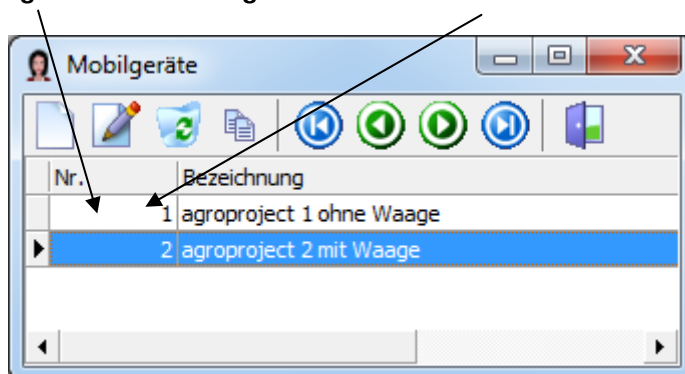 Mobilgeräte
Nr. Bezeichnung
1 agroproject 1 ohne Waage
2 agroproject 2 mit Waage